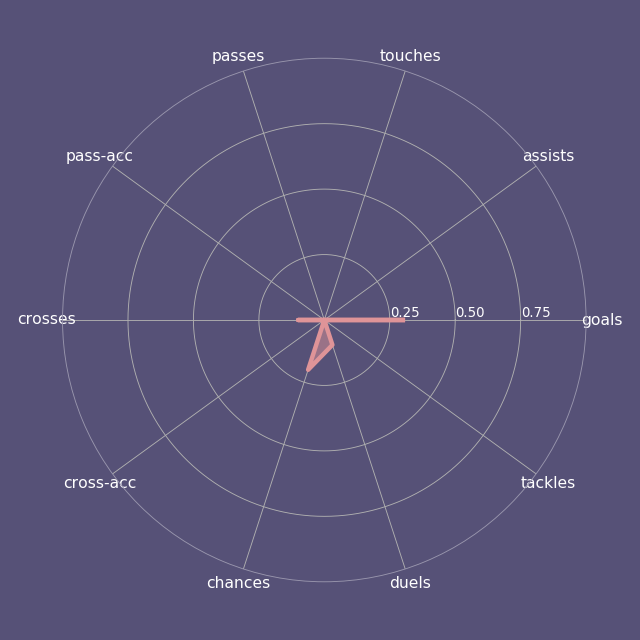 passes
touches
pass-acc
assists
crosses
0.25
0.50
0.75
goals
cross-acc
tackles
chances
duels